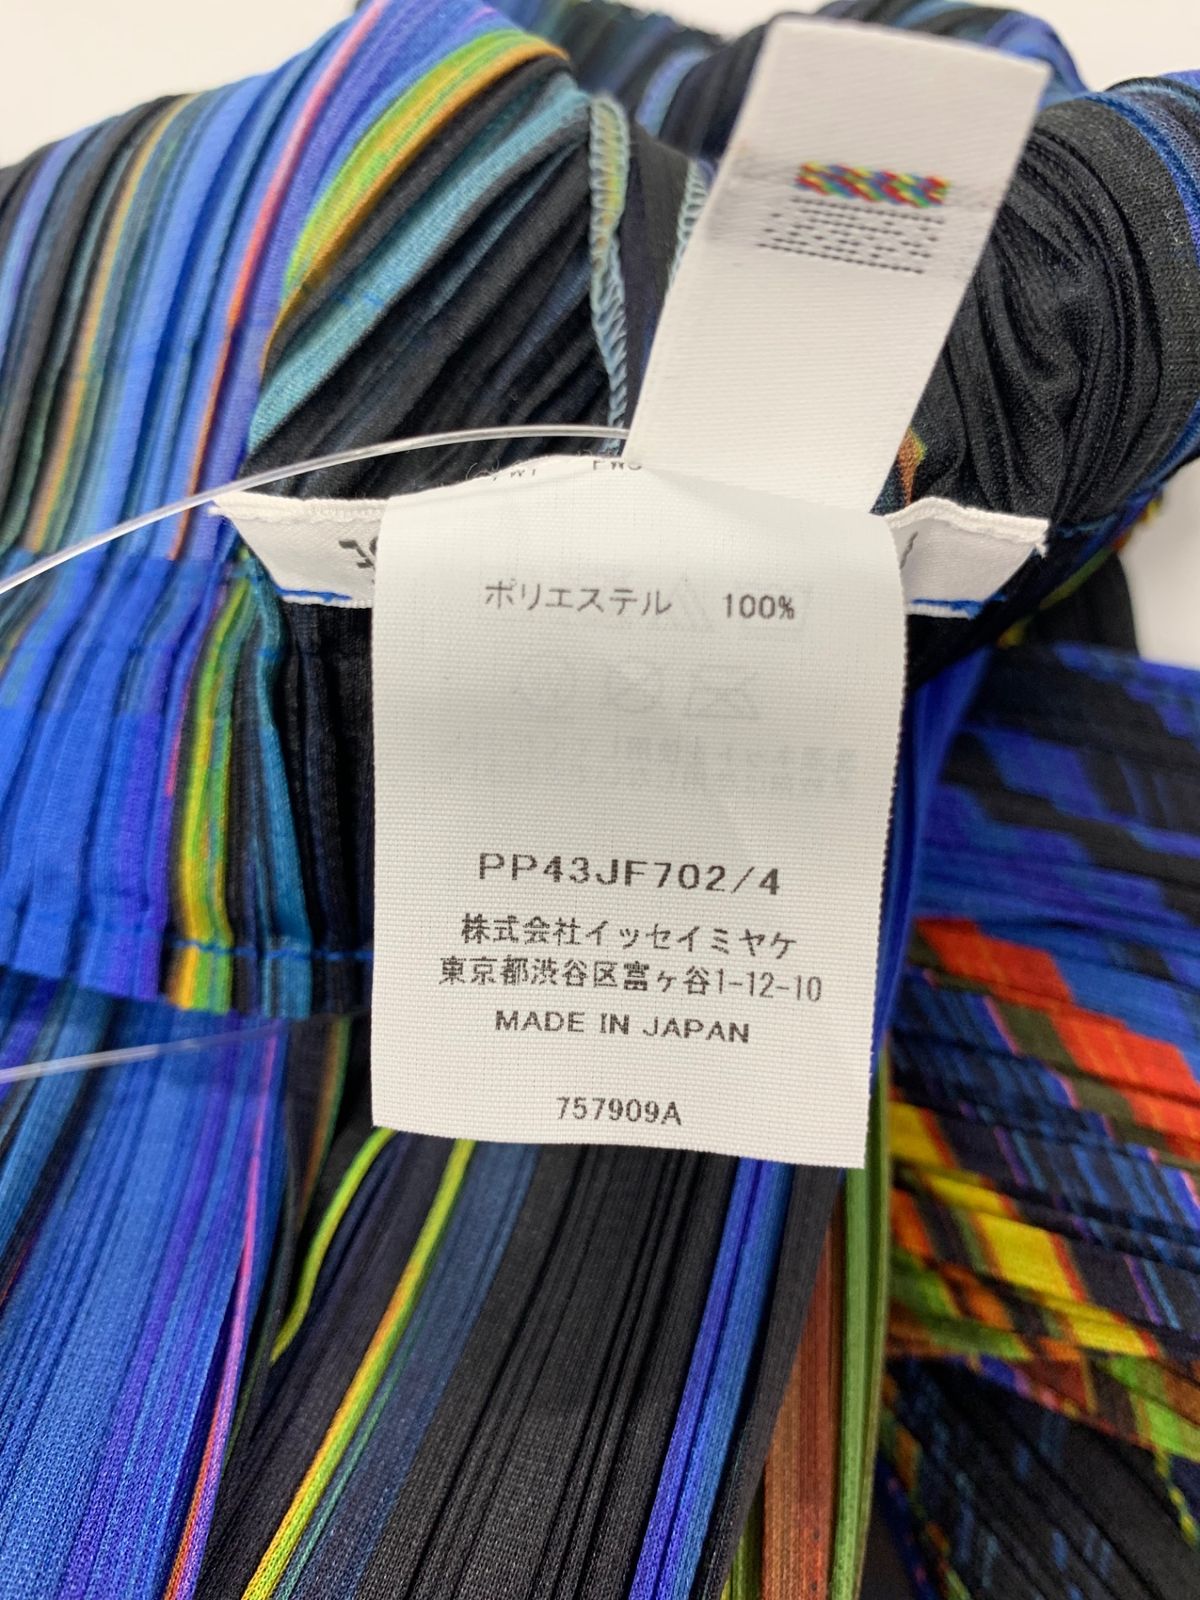 ポリエステル 100%
PP43JF702/4
株式会社イッセイミヤケ
東京都渋谷区富ヶ谷1-12-10
MADE IN JAPAN
757909A